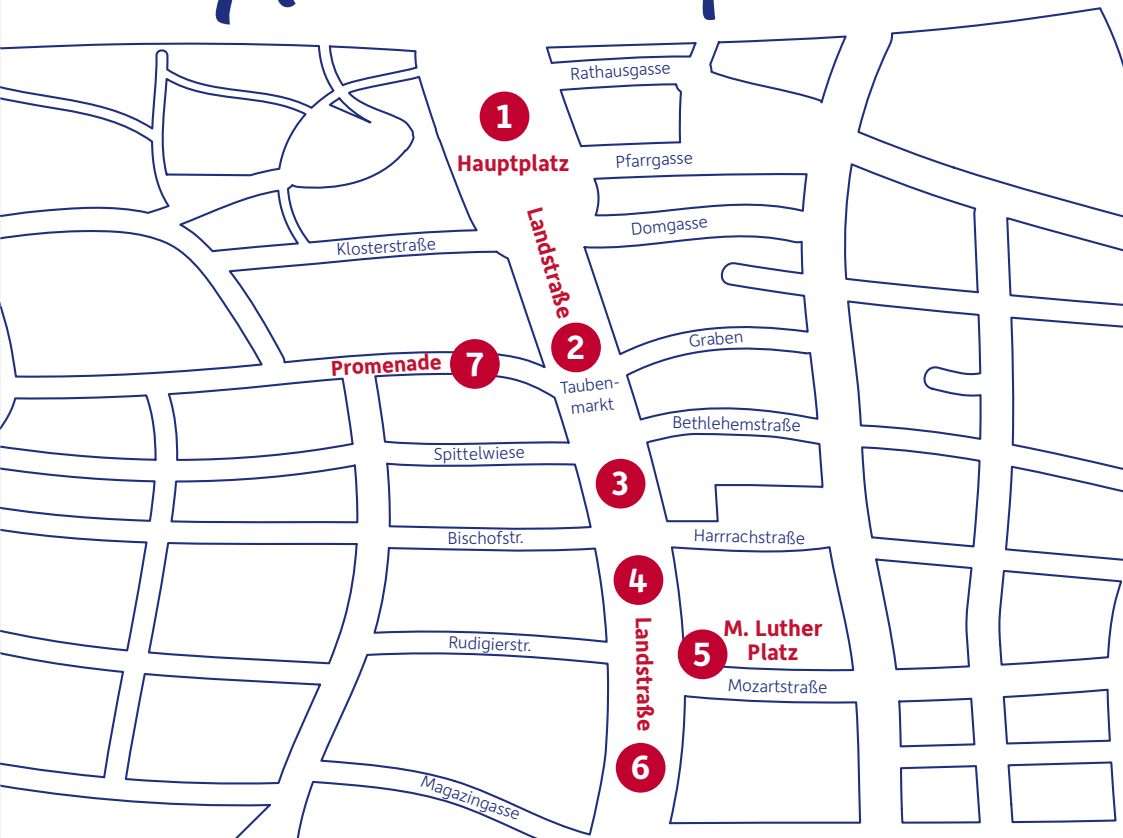 Rathausgasse
1
Hauptplatz
Pfarrgasse
Landstraße
Domgasse
Klosterstraße
2
Graben
Promenade
7
Tauben-
markt
Bethlehemstraße
Spittelwiese
3
Bischofstr.
Harrrachstraße
4
Landstraße
M. Luther
Platz
5
Rudigierstr.
Mozartstraße
6
Magazingasse